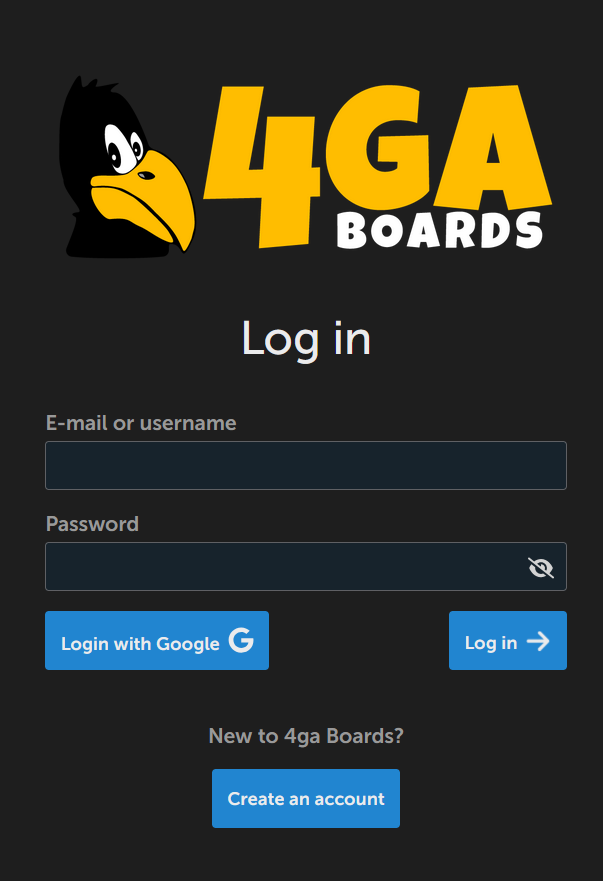 4GA
BOARDS
Log in
E-mail or username
Password
Login with Google
Log in
New to 4ga Boards?
Create an account